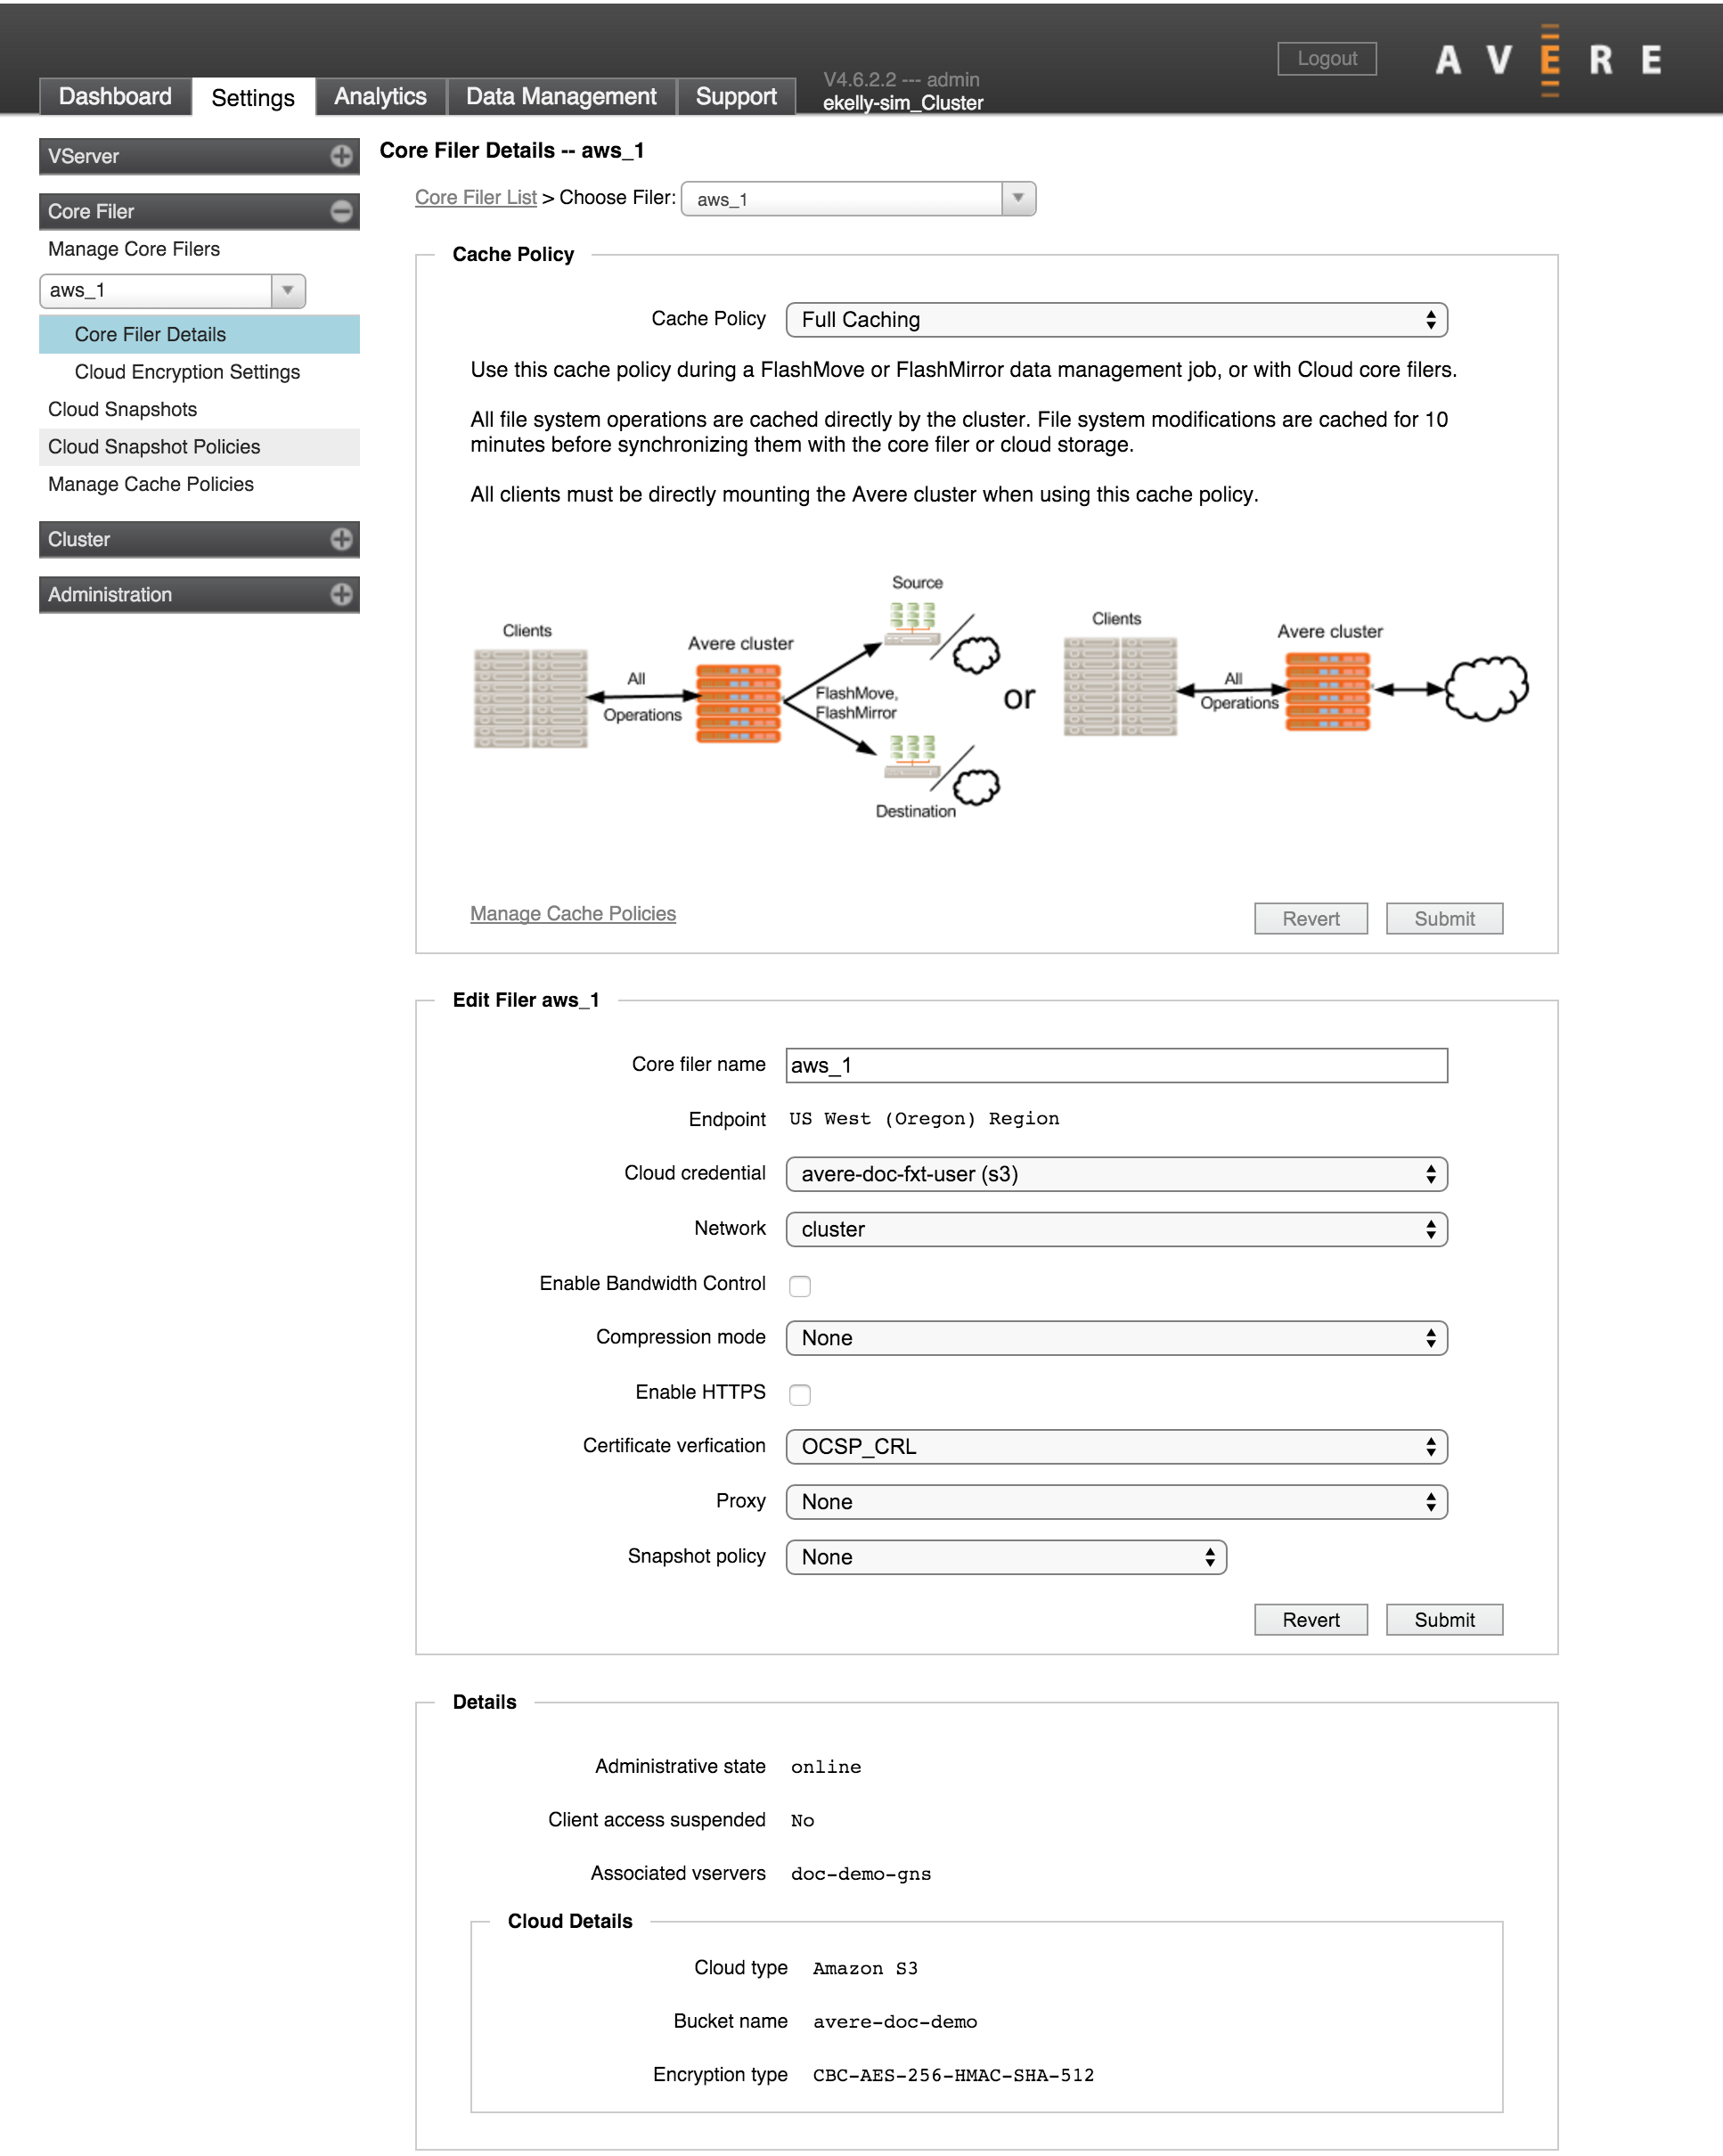 Logout
AVERE
Dashboard
Settings
Analytics
Data Management
Support
V4.6.2.2 --- admin
ekelly-sim_Cluster
VServer
Core Filer
Manage Core Filers
aws_1
Core Filer Details
Cloud Encryption Settings
Cloud Snapshots
Cloud Snapshot Policies
Manage Cache Policies
Cluster
Administration
Core Filer Details -- aws_1
Core Filer List > Choose Filer: aws_1
Cache Policy
Cache Policy Full Caching
Use this cache policy during a FlashMove or FlashMirror data management job, or with Cloud core filers.
All file system operations are cached directly by the cluster. File system modifications are cached for 10
minutes before synchronizing them with the core filer or cloud storage.
All clients must be directly mounting the Avere cluster when using this cache policy.
Clients
All
Operations
Avere cluster
Source
FlashMove,
FlashMirror
Destination
or
Clients
All
Operations
Avere cluster
Manage Cache Policies
Revert
Submit
Edit Filer aws_1
Core filer name aws_1
Endpoint US West (Oregon) Region
Cloud credential avere-doc-fxt-user (s3)
Network cluster
Enable Bandwidth Control
Compression mode None
Enable HTTPS
Certificate verfication OCSP_CRL
Proxy None
Snapshot policy None
Revert
Submit
Details
Administrative state online
Client access suspended No
Associated vservers doc-demo-gns
Cloud Details
Cloud type Amazon S3
Bucket name avere-doc-demo
Encryption type CBC-AES-256-HMAC-SHA-512